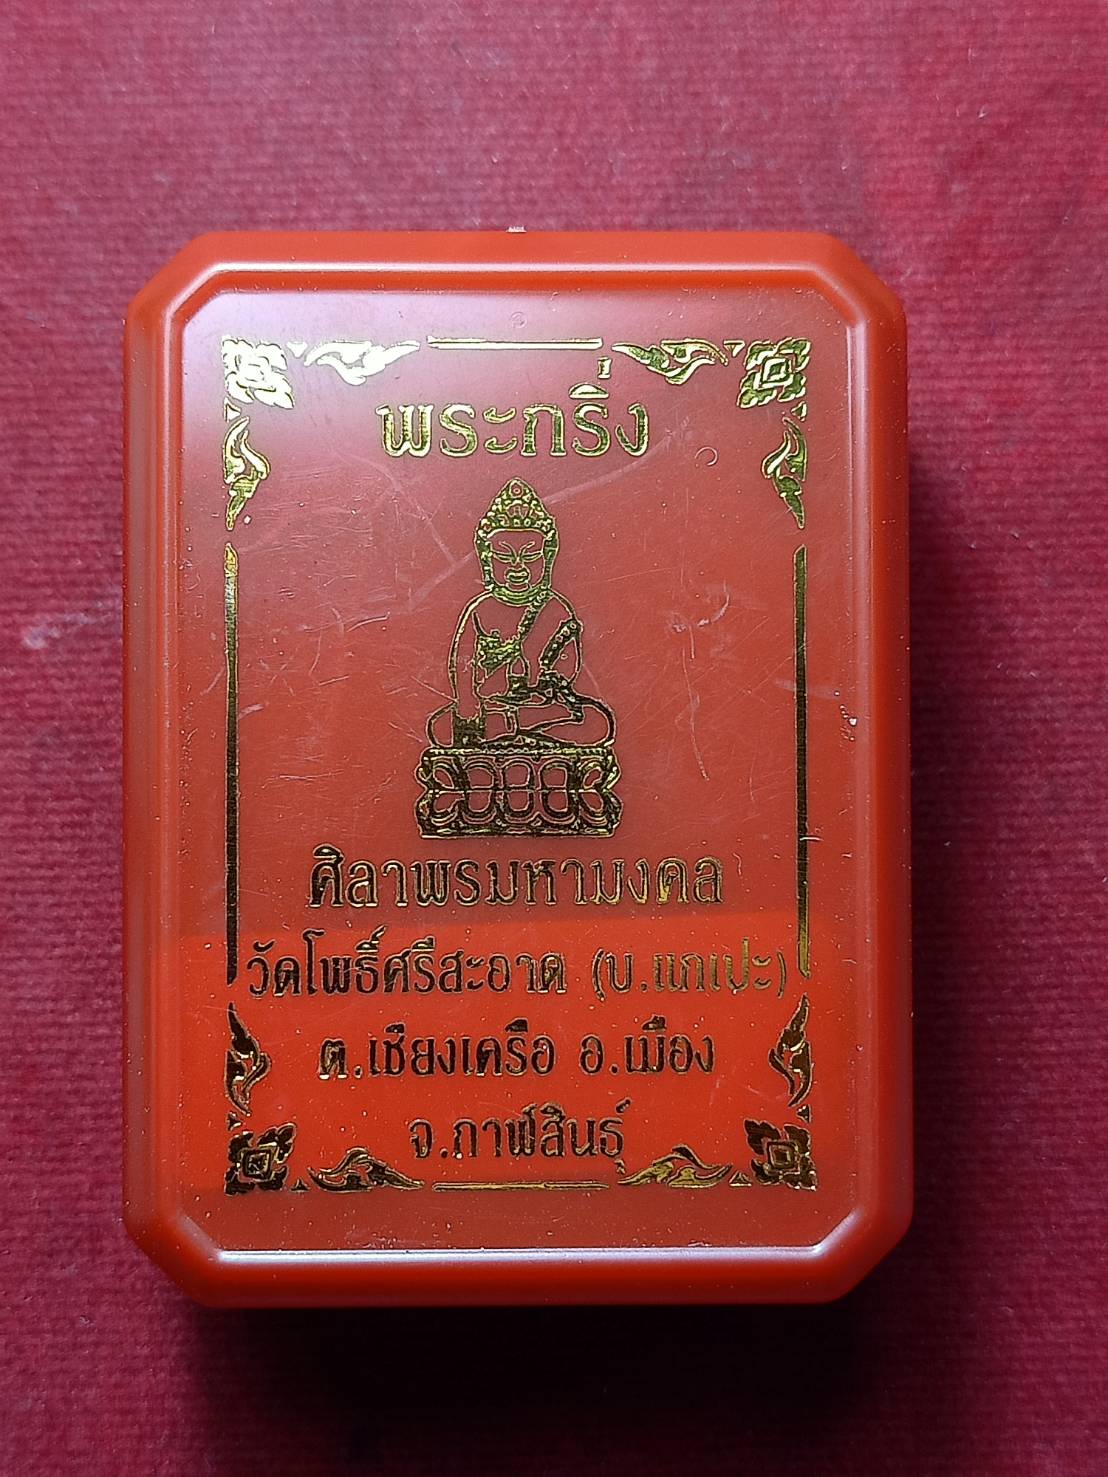 พระกริ่ง
ศิลาพรมหามงคล
วัดโพธิ์ศรีสะอาด (บ.แกเปะ)
ต.เชียงเครือ อ.เมือง
จ.กาฬสินธุ์